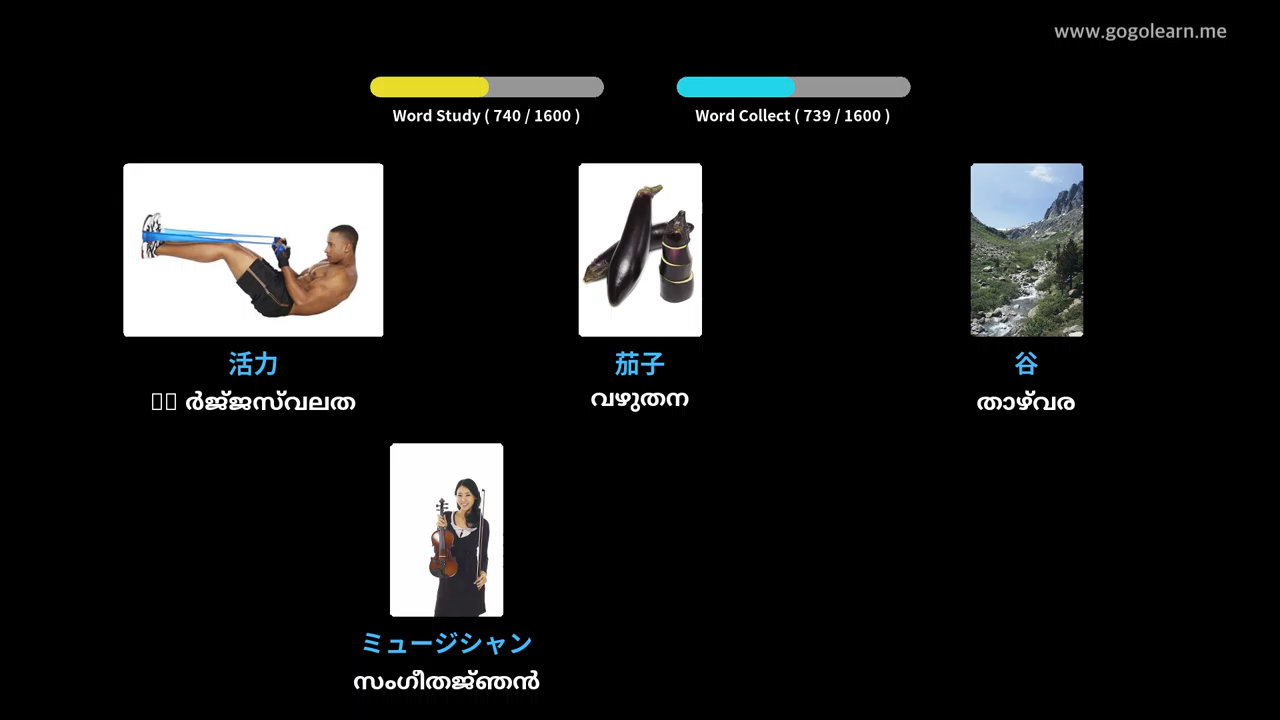 www.gogolearn.me
Word Study ( 740 / 1600 )
Word Collect ( 739 / 1600 )
活力
茄子
谷
ർജ്ജസ്വലത
വഴുതന
താഴ്‌വര
ミュージシャン
സംഗീതജ്ഞൻ